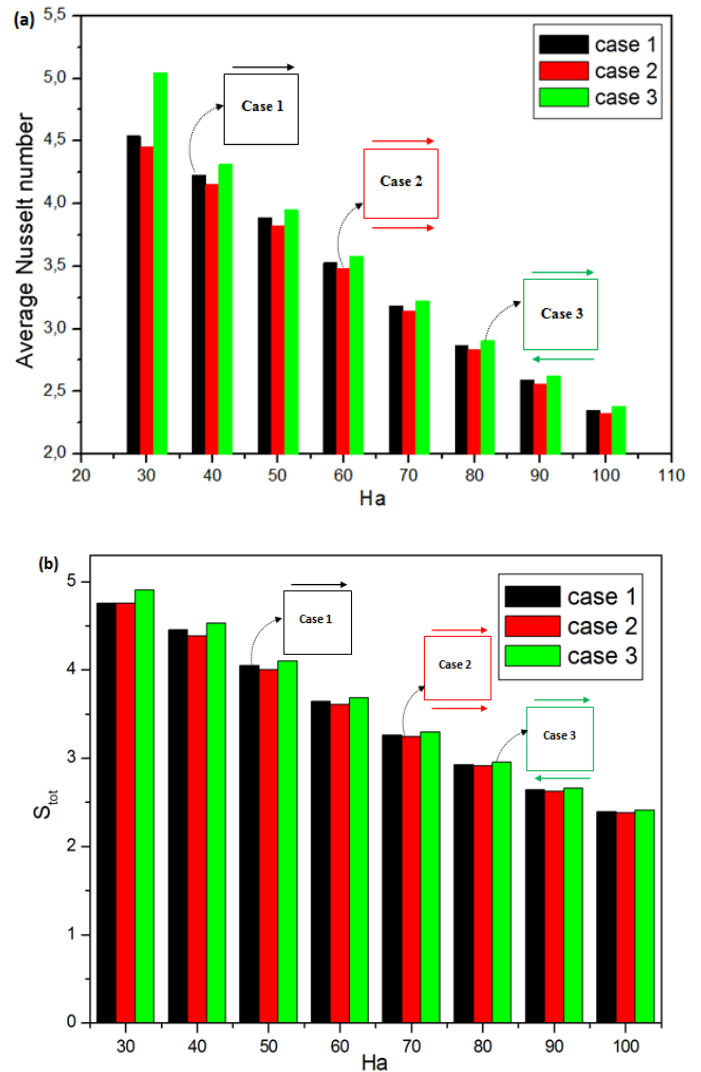 (a)
5,5
5,0
4,5
4,0
3,5
3,0
2,5
2,0
Average Nusselt number
case 1
case 2
case 3
Case 1
Case 2
Case 3
20 30 40 50 60 70 80 90 100 110
Ha
(b)
5
4
3
2
1
0
Stot
case 1
case 2
case 3
Case 1
Case 2
Case 3
30 40 50 60 70 80 90 100
Ha